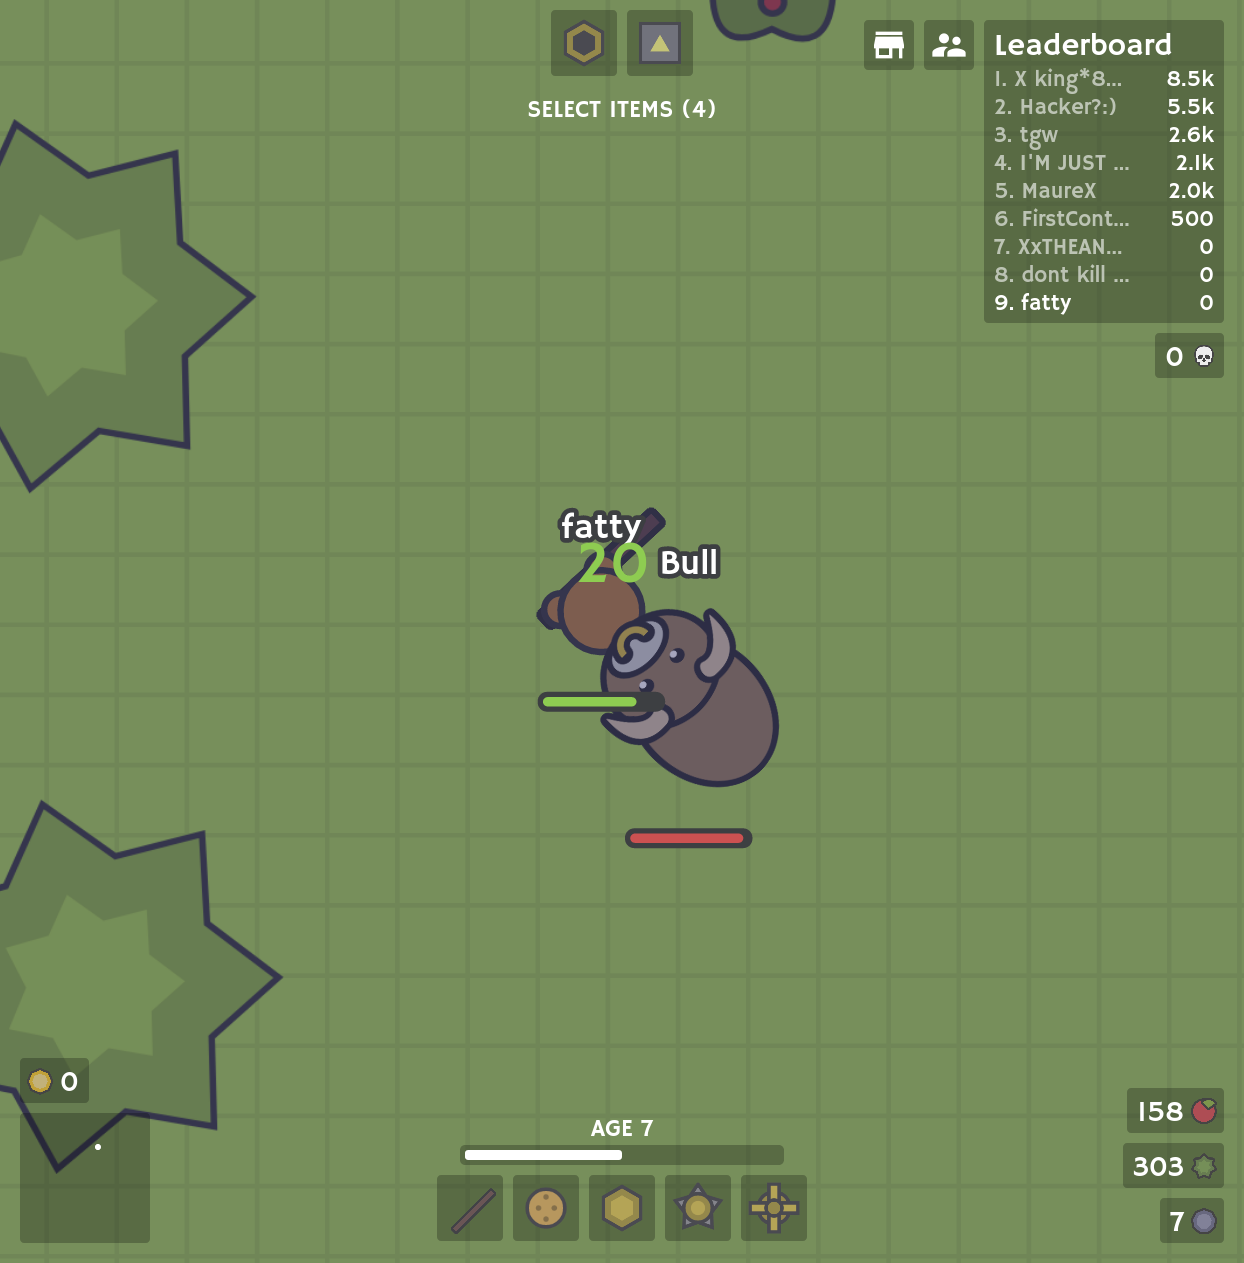 SELECT ITEMS (4)
Leaderboard
1. X king*8... 8.5k
2. Hacker?:) 5.5k
3. tgw 2.6k
4. I'M JUST ... 2.1k
5. MaureX 2.0k
6. FirstCont... 500
7. XxTHEAN... 0
8. dont kill ... 0
9. fatty 0
0
fatty
20
Bull
0
AGE 7
158
303
7